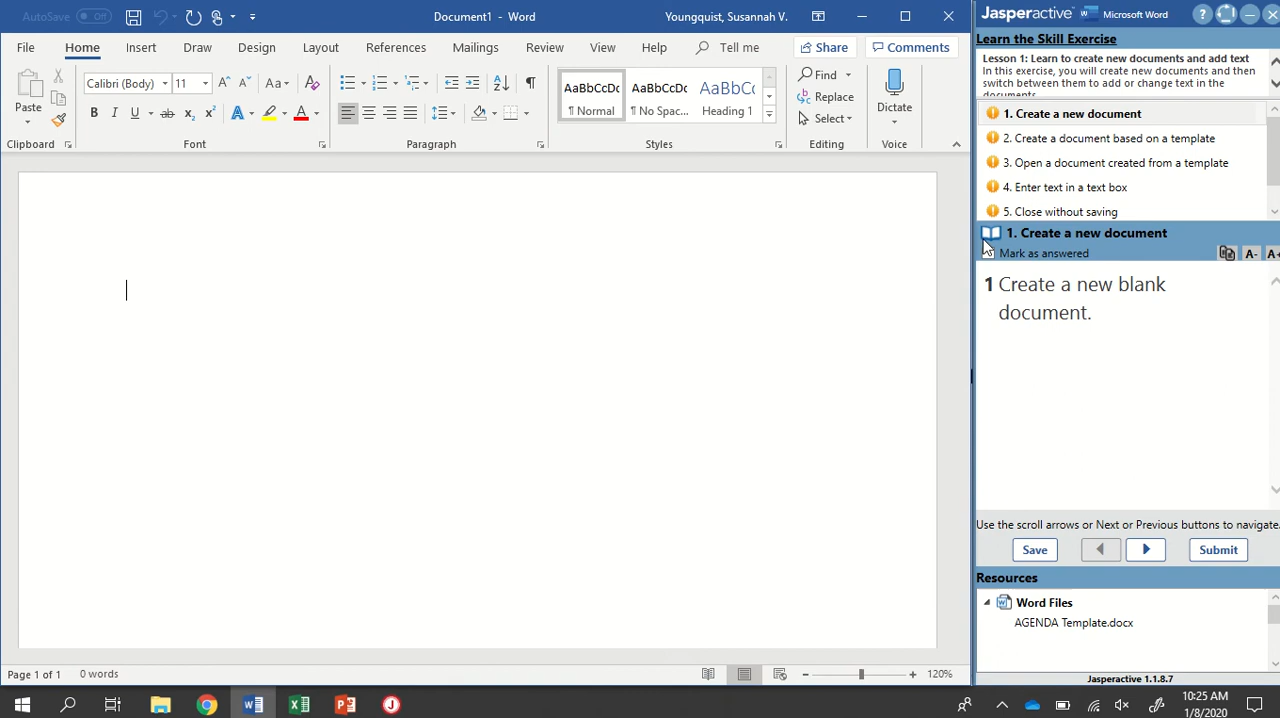 AutoSave Off Document1 - Word Youngquist, Susannah V.
File Home Insert Draw Design Layout References Mailings Review View Help Tell me Share Comments
Paste
Calibri (Body) 11
AaBbCcDc AaBbCcDc AaBbCc
¶ Normal ¶ No Spac... Heading 1
Find
Replace
Select
Dictate
Clipboard Font Paragraph Styles Editing Voice
Page 1 of 1 0 words 120%
Jasperactive Microsoft Word
Learn the Skill Exercise
Lesson 1: Learn to create new documents and add text
In this exercise, you will create new documents and then
switch between them to add or change text in the
documents
1. Create a new document
2. Create a document based on a template
3. Open a document created from a template
4. Enter text in a text box
5. Close without saving
1. Create a new document
Mark as answered A- A+
1 Create a new blank
document.
Use the scroll arrows or Next or Previous buttons to navigate.
Save Submit
Resources
Word Files
AGENDA Template.docx
Jasperactive 1.1.8.7
10:25 AM
1/8/2020